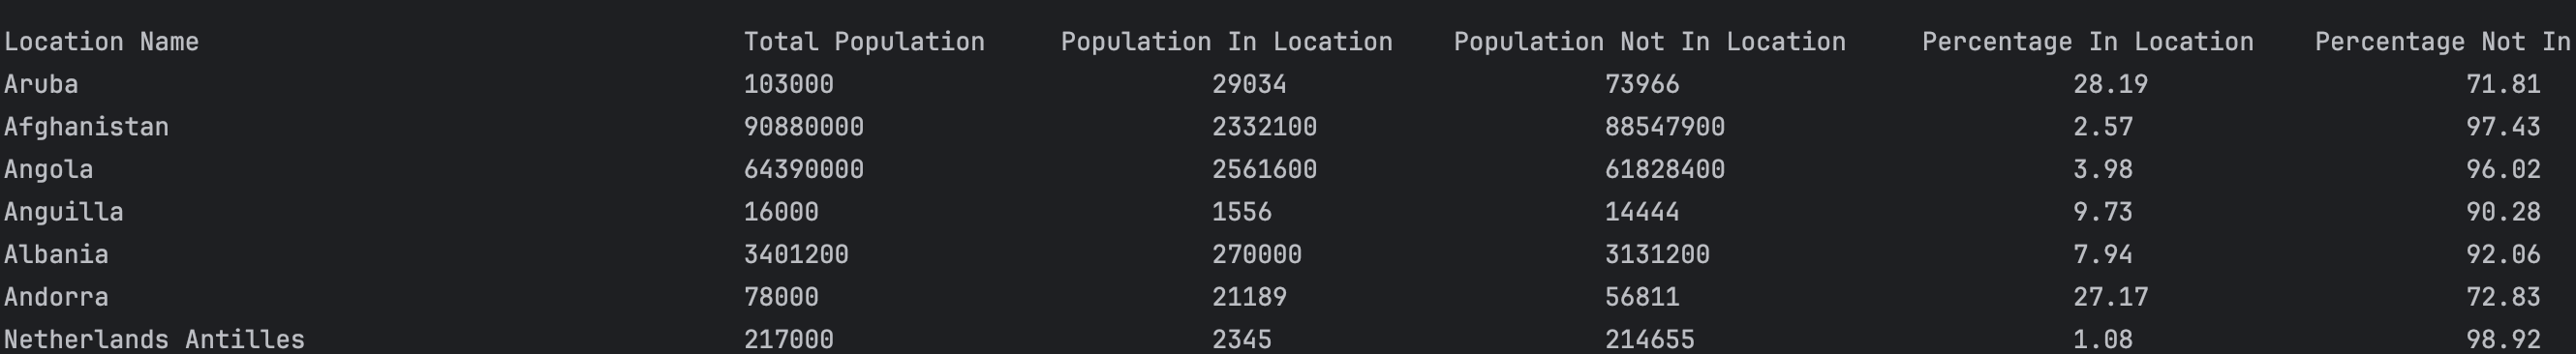 Location Name Total Population Population In Location Population Not In Location Percentage In Location Percentage Not In
Aruba 103000 29034 73966 28.19 71.81
Afghanistan 90880000 2332100 88547900 2.57 97.43
Angola 64390000 2561600 61828400 3.98 96.02
Anguilla 16000 1556 14444 9.73 90.28
Albania 3401200 270000 3131200 7.94 92.06
Andorra 78000 21189 56811 27.17 72.83
Netherlands Antilles 217000 2345 214655 1.08 98.92